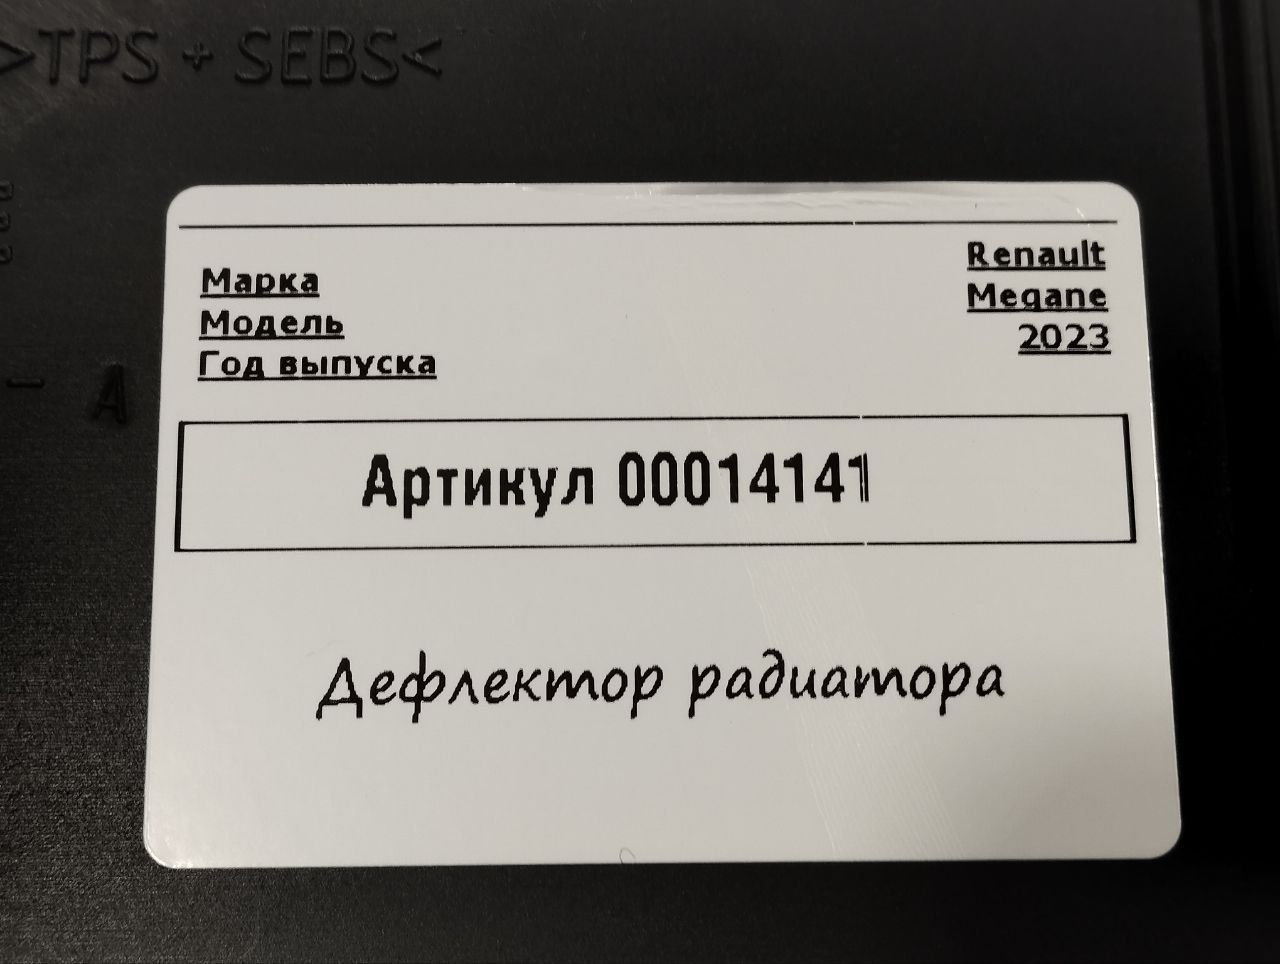 >TPS + SEBS<
Марка Renault
Модель Megane
Год выпуска 2023
- A
Артикул 00014141
Дефлектор радиатора